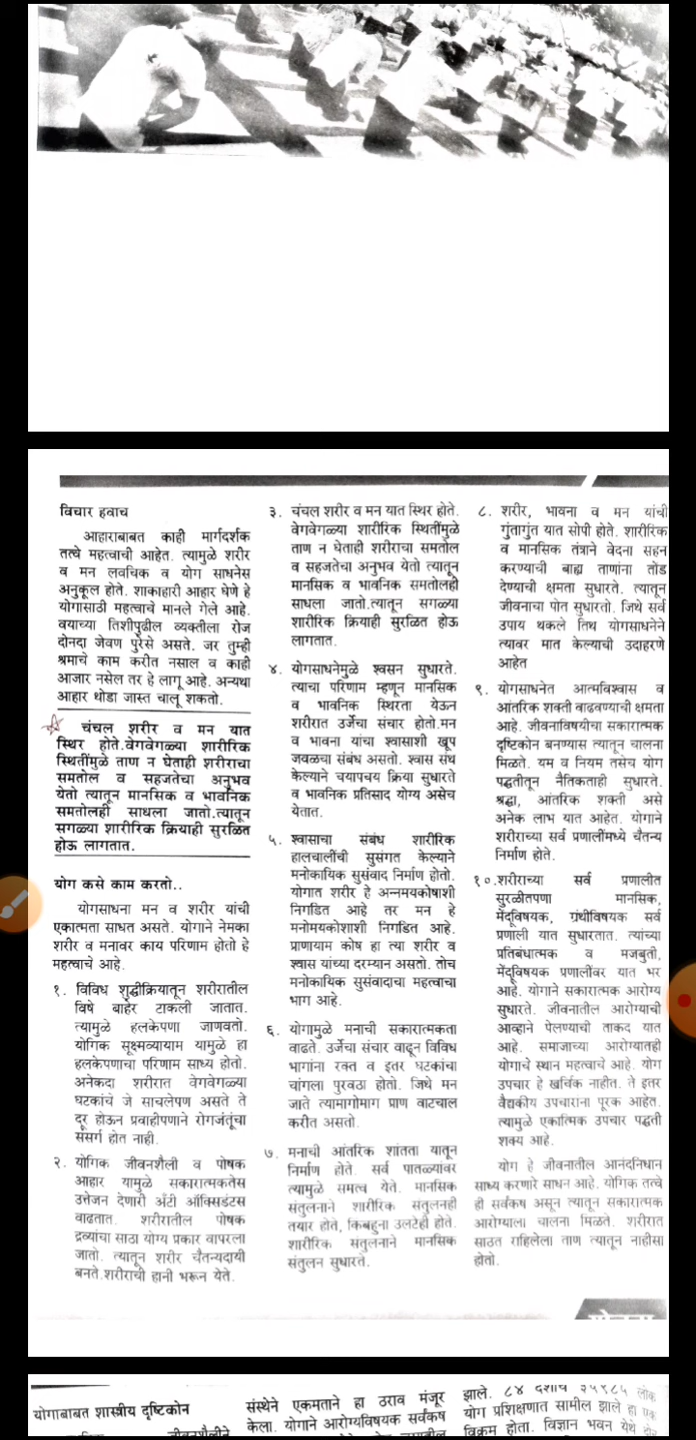 विचार हवाच
आहाराबाबत काही मार्गदर्शक
तत्वे महत्वाची आहेत. त्यामुळे शरीर
व मन लवचिक व योग साधनेस
अनुकूल होते. शाकाहारी आहार घेणे हे
योगासाठी महत्वाचे मानले गेले आहे.
वयाच्या तिशीपुढील व्यक्तीला रोज
दोनदा जेवण पुरेसे असते. जर तुम्ही
श्रमाचे काम करीत नसाल व काही
आजार नसेल तर हे लागू आहे. अन्यथा
आहार थोडा जास्त चालू शकतो.
चंचल शरीर व मन यात
स्थिर होते.वेगवेगळ्या शारीरिक
स्थितींमुळे ताण न घेताही शरीराचा
समतोल व सहजतेचा अनुभव
येतो त्यातून मानसिक व भावनिक
समतोलही साधला जातो.त्यातून
सगळ्या शारीरिक क्रियाही सुरळित
होऊ लागतात.
योग कसे काम करतो..
योगसाधना मन व शरीर यांची
एकात्मता साधत असते. योगाने नेमका
शरीर व मनावर काय परिणाम होतो हे
महत्वाचे आहे.
१. विविध शुद्धीक्रियातून शरीरातील
विषे बाहेर टाकली जातात.
त्यामुळे हलकेपणा जाणवतो.
योगिक सूक्ष्मव्यायाम यामुळे हा
हलकेपणाचा परिणाम साध्य होतो.
अनेकदा शरीरात वेगवेगळ्या
घटकांचे जे साचलेपण असते ते
दूर होऊन प्रवाहीपणाने रोगजंतूंचा
संसर्ग होत नाही.
२. योगिक जीवनशैली व पोषक
आहार यामुळे सकारात्मकतेस
उत्तेजन देणारी अँटी ऑक्सिडंटस
वाढतात. शरीरातील पोषक
द्रव्यांचा साठा योग्य प्रकार वापरला
जातो. त्यातून शरीर चैतन्यदायी
बनते.शरीराची हानी भरून येते.
३. चंचल शरीर व मन यात स्थिर होते.
वेगवेगळ्या शारीरिक स्थितींमुळे
ताण न घेताही शरीराचा समतोल
व सहजतेचा अनुभव येतो त्यातून
मानसिक व भावनिक समतोलही
साधला जातो.त्यातून सगळ्या
शारीरिक क्रियाही सुरळित होऊ
लागतात.
४. योगसाधनेमुळे श्वसन सुधारते.
त्याचा परिणाम म्हणून मानसिक
व भावनिक स्थिरता येऊन
शरीरात उर्जेचा संचार होतो.मन
व भावना यांचा श्वासाशी खूप
जवळचा संबंध असतो. श्वास संथ
केल्याने चयापचय क्रिया सुधारते
व भावनिक प्रतिसाद योग्य असेच
येतात.
५. श्वासाचा संबंध शारीरिक
हालचालींची सुसंगत केल्याने
मनोकायिक सुसंवाद निर्माण होतो.
योगात शरीर हे अन्नमयकोषाशी
निगडित आहे तर मन हे
मनोमयकोशाशी निगडित आहे.
प्राणायाम कोष हा त्या शरीर व
श्वास यांच्या दरम्यान असतो. तोच
मनोकायिक सुसंवादाचा महत्वाचा
भाग आहे.
६. योगामुळे मनाची सकारात्मकता
वाढते. उर्जेचा संचार वाढून विविध
भागांना रक्त व इतर घटकांचा
चांगला पुरवठा होतो. जिथे मन
जाते त्यामागोमाग प्राण वाटचाल
करीत असतो.
७. मनाची आंतरिक शांतता यातून
निर्माण होते. सर्व पातळ्यांवर
त्यामुळे समत्व येते. मानसिक
संतुलनाने शारीरिक संतुलनही
तयार होते, किंबहुना उलटेही होते.
शारीरिक संतुलनाने मानसिक
संतुलन सुधारते.
८. शरीर, भावना व मन यांची
गुंतागुंत यात सोपी होते. शारीरिक
व मानसिक तंत्राने वेदना सहन
करण्याची बाह्य ताणांना तोंड
देण्याची क्षमता सुधारते. त्यातून
जीवनाचा पोत सुधारतो. जिथे सर्व
उपाय थकले तिथ योगसाधनेने
त्यावर मात केल्याची उदाहरणे
आहेत
९. योगसाधनेत आत्मविश्वास व
आंतरिक शक्ती वाढवण्याची क्षमता
आहे. जीवनाविषयीचा सकारात्मक
दृष्टिकोन बनण्यास त्यातून चालना
मिळते. यम व नियम तसेच योग
पद्धतीतून नैतिकताही सुधारते.
श्रद्धा, आंतरिक शक्ती असे
अनेक लाभ यात आहेत. योगाने
शरीराच्या सर्व प्रणालींमध्ये चैतन्य
निर्माण होते.
१०.शरीराच्या सर्व प्रणालीत
सुरळीतपणा मानसिक,
मेंदूविषयक, ग्रंथीविषयक सर्व
प्रणाली यात सुधारतात. त्यांच्या
प्रतिबंधात्मक व मजबुती,
मेंदूविषयक प्रणालींवर यात भर
आहे. योगाने सकारात्मक आरोग्य
सुधारते. जीवनातील आरोग्याची
आव्हाने पेलण्याची ताकद यात
आहे. समाजाच्या आरोग्यातही
योगाचे स्थान महत्वाचे आहे. योग
उपचार हे खर्चिक नाहीत. ते इतर
वैद्यकीय उपचाराना पूरक आहेत.
त्यामुळे एकात्मिक उपचार पद्धती
शक्य आहे.
योग हे जीवनातील आनंदनिधान
साध्य करणारे साधन आहे. योगिक तत्वे
ही सर्वकष असून त्यातून सकारात्मक
आरोग्याला चालना मिळते. शरीरात
साठत राहिलेला ताण त्यातून नाहीसा
होतो.
योगाबाबत शास्त्रीय दृष्टिकोन
संस्थेने एकमताने हा ठराव मंजूर
केला. योगाने आरोग्यविषयक सर्वकष
झाले. ८४ देशांचे ३५९८५ लोक
योग प्रशिक्षणात सामील झाले हा एक
विक्रम होता. विज्ञान भवन येथे